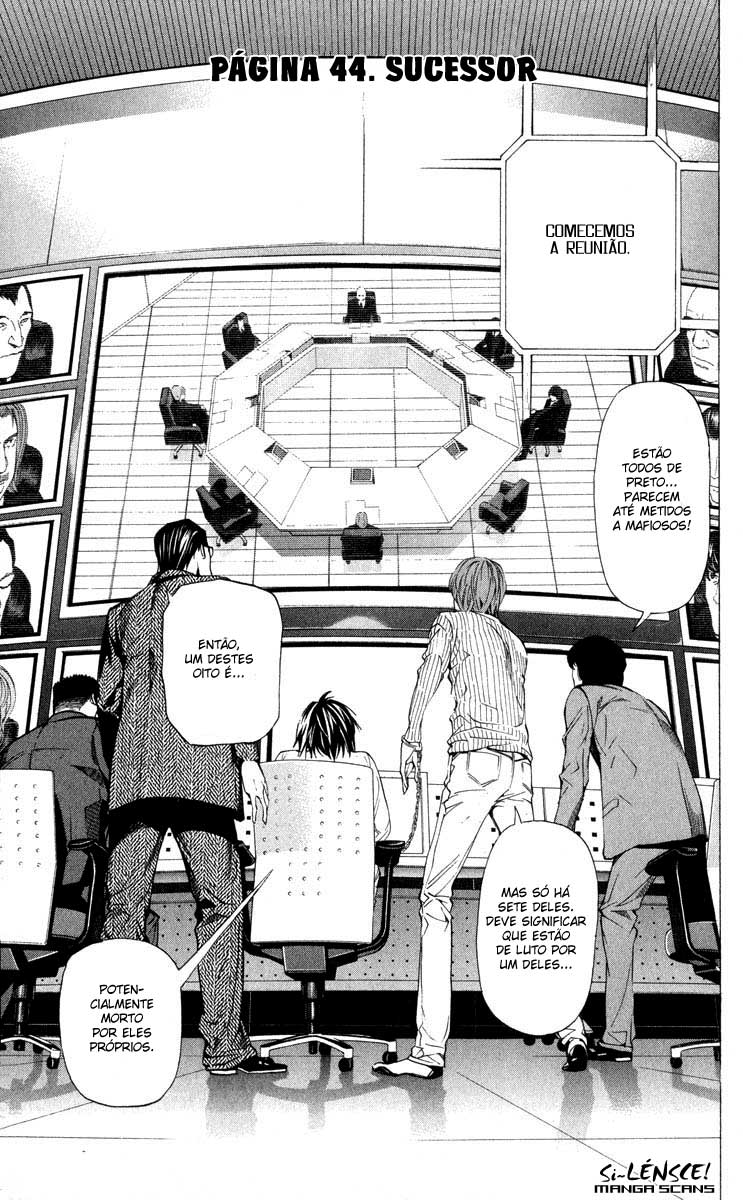 PÁGINA 44. SUCESSOR
COMECEMOS
A REUNIÃO.
ESTÃO
TODOS DE
PRETO...
PARECEM
ATÉ METIDOS
A MAFIOSOS!
ENTÃO,
UM DESTES
OITO É...
MAS SÓ HÁ
SETE DELES.
DEVE SIGNIFICAR
QUE ESTÃO
DE LUTO POR
UM DELES...
POTEN-
CIALMENTE
MORTO
POR ELES
PRÓPRIOS.
Si-LÉNSCE!
MANGA SCANS